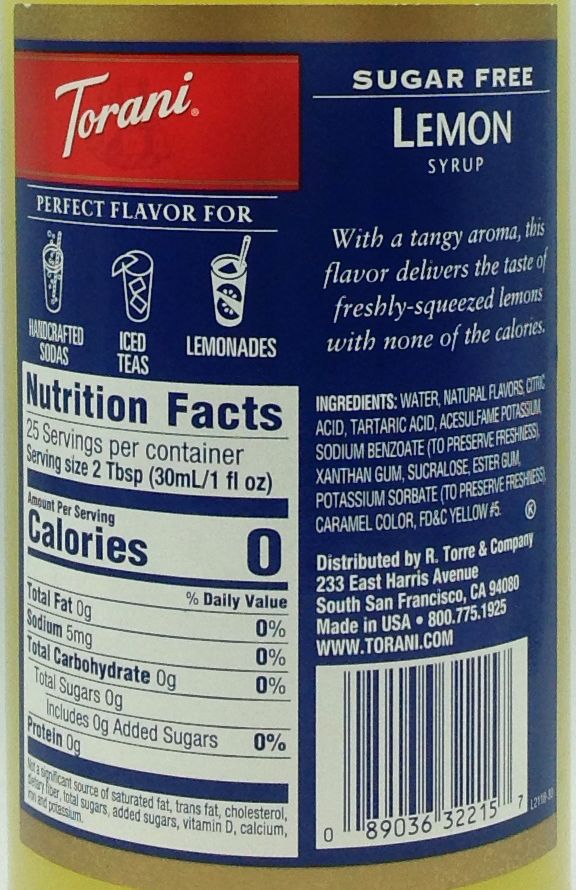 Torani®
PERFECT FLAVOR FOR
HANDCRAFTED
SODAS
ICED
TEAS
LEMONADES
Nutrition Facts
25 Servings per container
Serving size 2 Tbsp (30mL/1 fl oz)
Amount Per Serving
Calories 0
% Daily Value
Total Fat 0g 0%
Sodium 5mg 0%
Total Carbohydrate 0g 0%
Total Sugars 0g
Includes 0g Added Sugars 0%
Protein 0g
Not a significant source of saturated fat, trans fat, cholesterol,
dietary fiber, total sugars, added sugars, vitamin D, calcium,
iron and potassium.
SUGAR FREE
LEMON
SYRUP
With a tangy aroma, this
flavor delivers the taste of
freshly-squeezed lemons
with none of the calories.
INGREDIENTS: WATER, NATURAL FLAVORS, CITRIC
ACID, TARTARIC ACID, ACESULFAME POTASSIUM,
SODIUM BENZOATE (TO PRESERVE FRESHNESS),
XANTHAN GUM, SUCRALOSE, ESTER GUM,
POTASSIUM SORBATE (TO PRESERVE FRESHNESS),
CARAMEL COLOR, FD&C YELLOW #5. ®
Distributed by R. Torre & Company
233 East Harris Avenue
South San Francisco, CA 94080
Made in USA • 800.775.1925
WWW.TORANI.COM
0 89036 32215 7